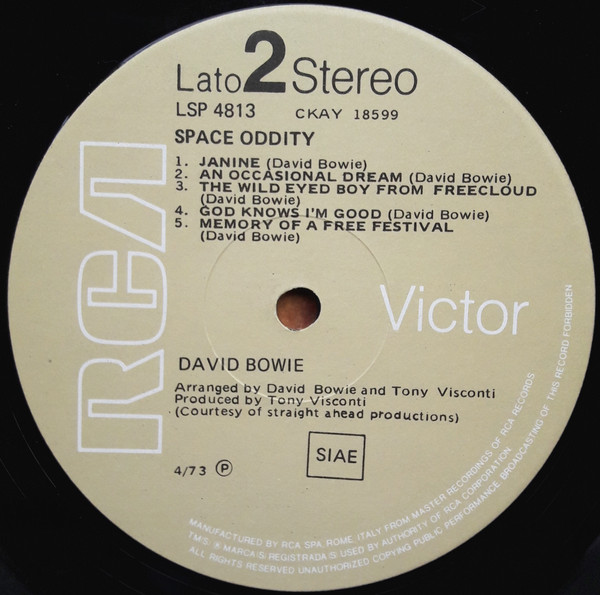 Lato 2 Stereo
LSP 4813 CKAY 18599
SPACE ODDITY
1. JANINE (David Bowie)
2. AN OCCASIONAL DREAM (David Bowie)
3. THE WILD EYED BOY FROM FREECLOUD
(David Bowie)
4. GOD KNOWS I'M GOOD (David Bowie)
5. MEMORY OF A FREE FESTIVAL
(David Bowie)
RCA
Victor
DAVID BOWIE
Arranged by David Bowie and Tony Visconti
Produced by Tony Visconti
(Courtesy of straight ahead productions)
SIAE
4/73 Ⓟ
MANUFACTURED BY RCA SPA, ROME, ITALY FROM MASTER RECORDINGS OF RCA RECORDS
TMS ® MARCA(S) REGISTRADA(S) USED BY AUTHORITY OF RCA CORPORATION.
ALL RIGHTS RESERVED UNAUTHORIZED COPYING PUBLIC PERFORMANCE, BROADCASTING OF THIS RECORD FORBIDDEN